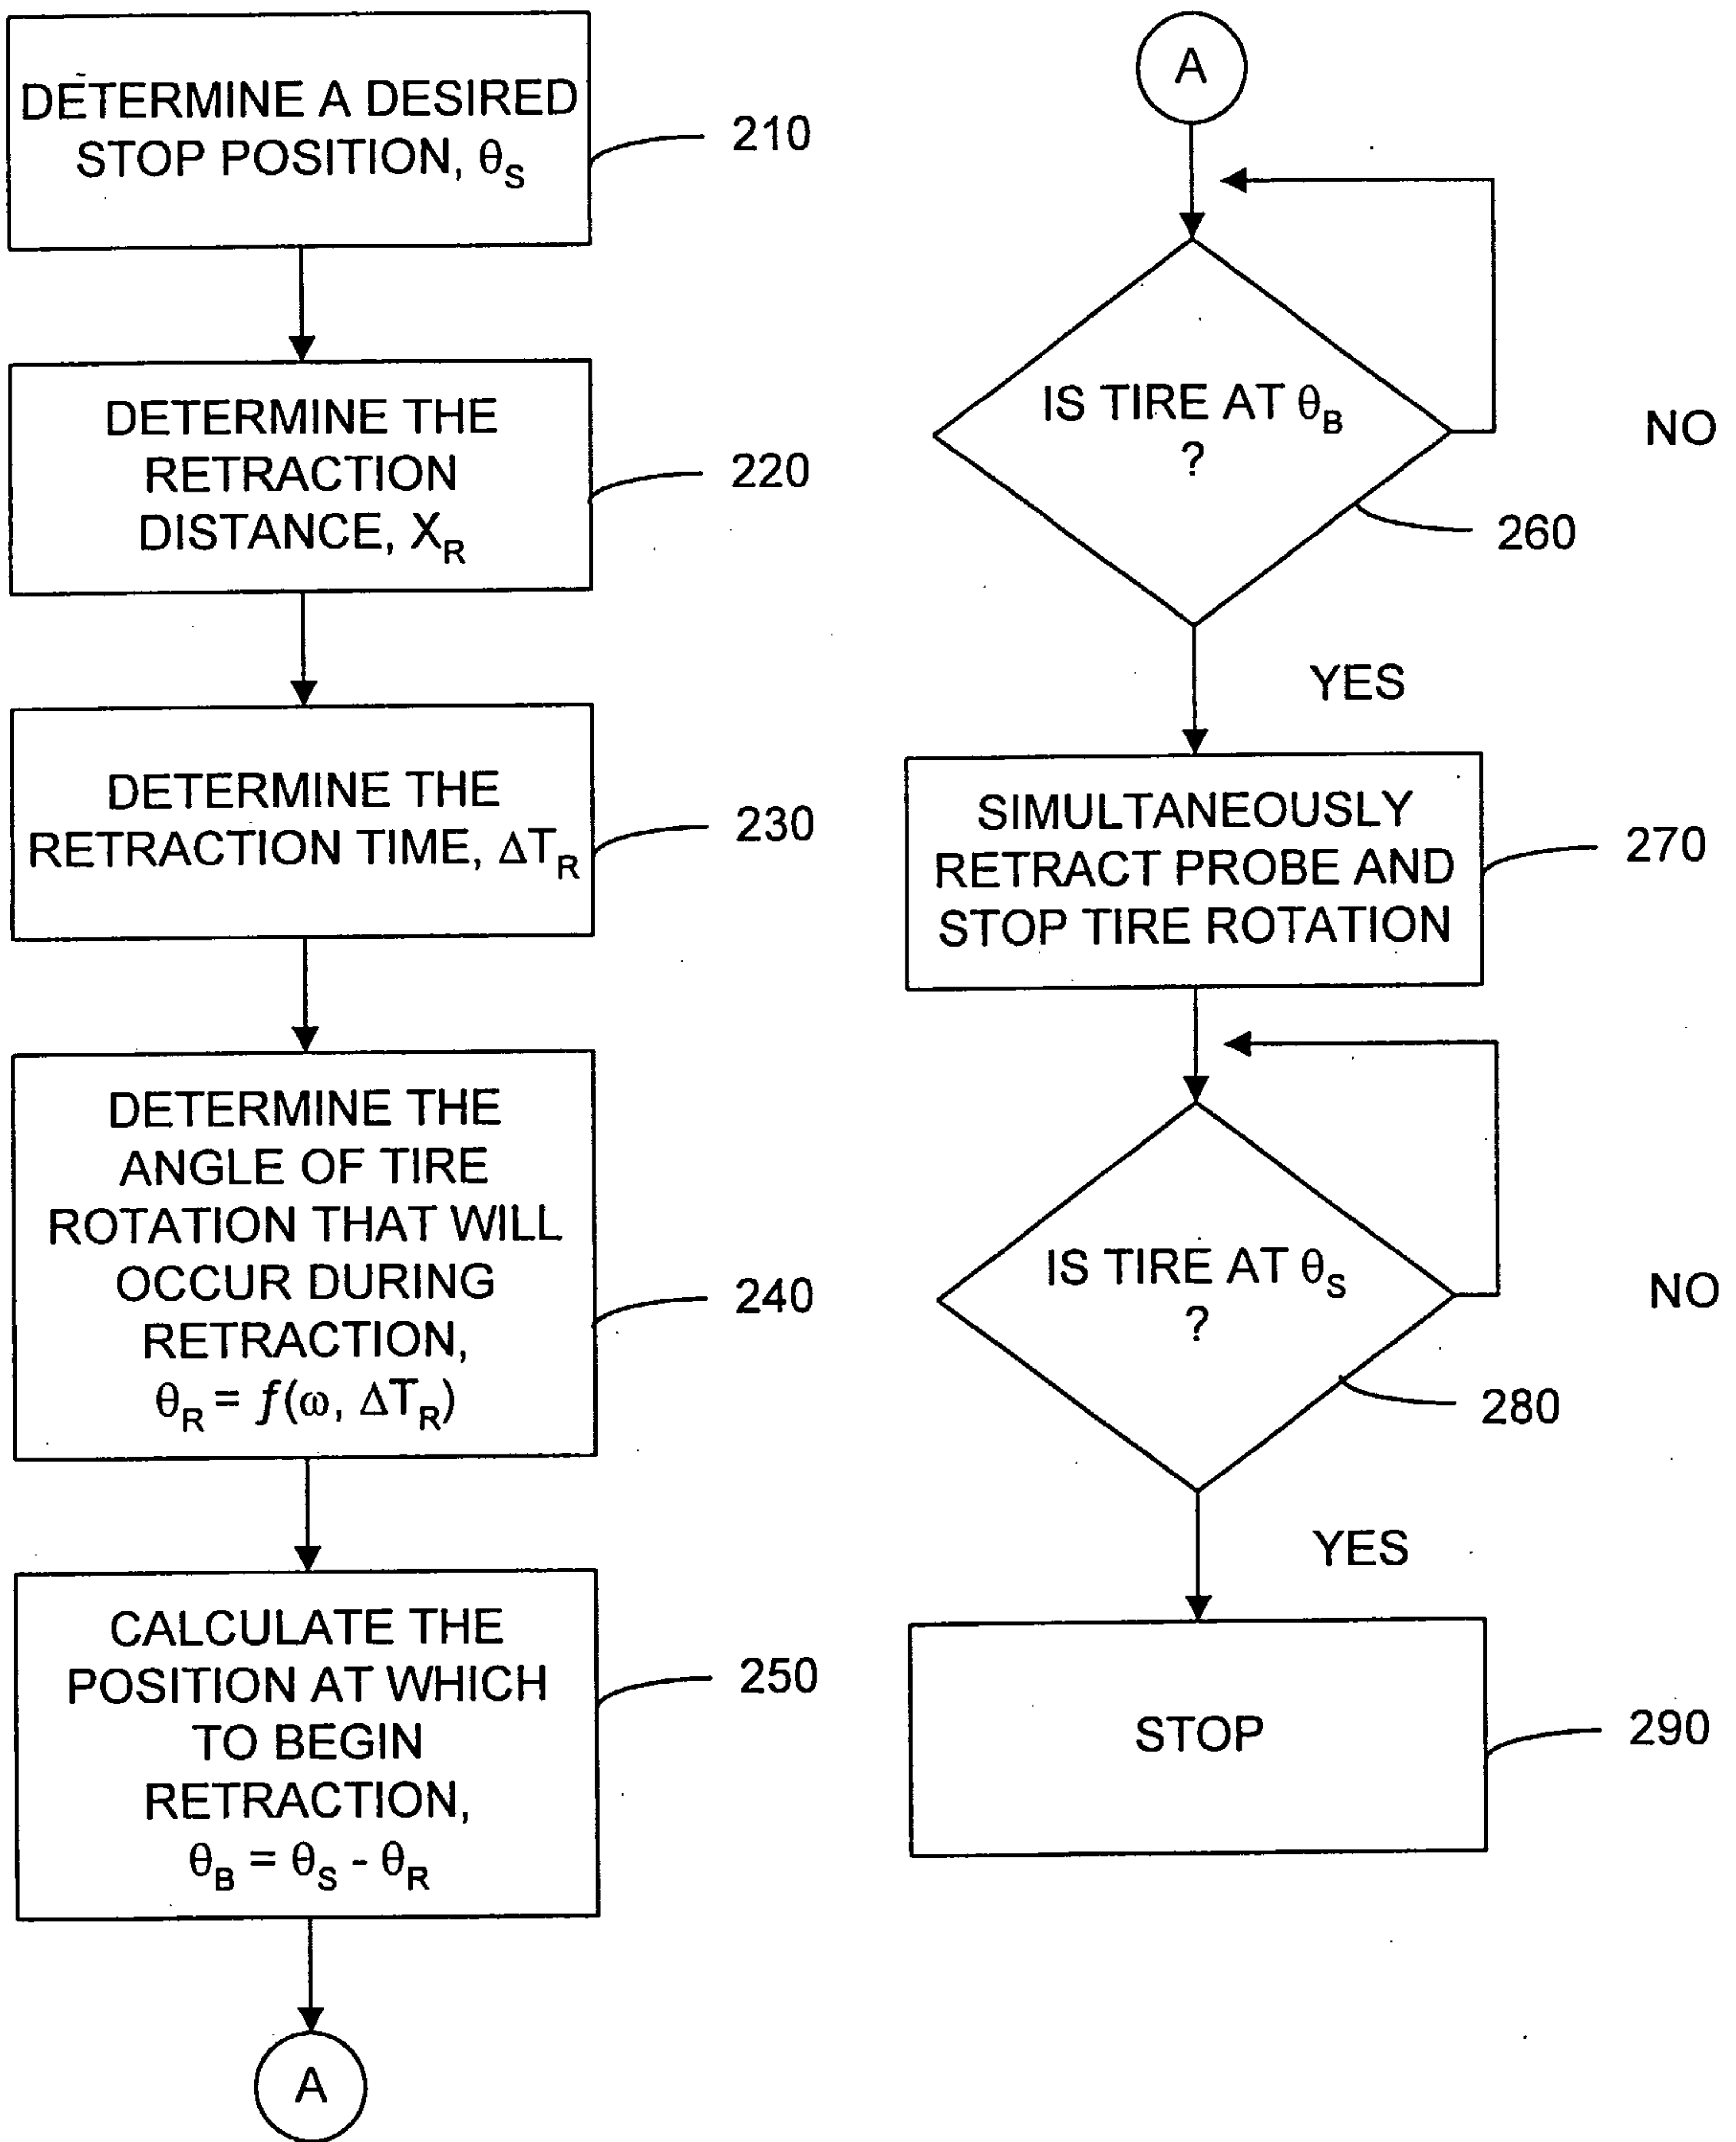 DETERMINE A DESIRED
STOP POSITION, θS
210
DETERMINE THE
RETRACTION
DISTANCE, XR
220
DETERMINE THE
RETRACTION TIME, ΔTR
230
DETERMINE THE
ANGLE OF TIRE
ROTATION THAT WILL
OCCUR DURING
RETRACTION,
θR = f(ω, ΔTR)
240
CALCULATE THE
POSITION AT WHICH
TO BEGIN
RETRACTION,
θB = θS - θR
250
A
A
IS TIRE AT θB
?
NO
260
YES
SIMULTANEOUSLY
RETRACT PROBE AND
STOP TIRE ROTATION
270
IS TIRE AT θS
?
NO
280
YES
STOP
290